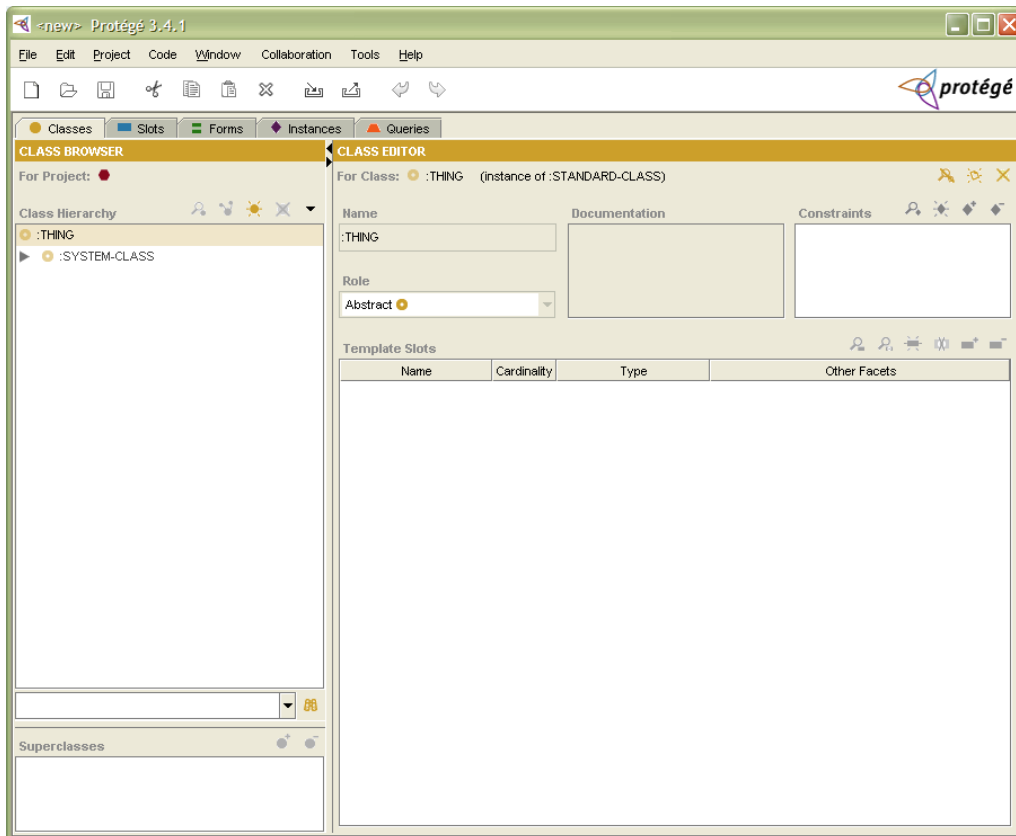 <new> Protégé 3.4.1
File Edit Project Code Window Collaboration Tools Help
protégé
Classes Slots Forms Instances Queries
CLASS BROWSER
For Project:
Class Hierarchy
:THING
:SYSTEM-CLASS
Superclasses
CLASS EDITOR
For Class: :THING (instance of :STANDARD-CLASS)
Name Documentation Constraints
:THING
Role
Abstract
Template Slots
Name Cardinality Type Other Facets